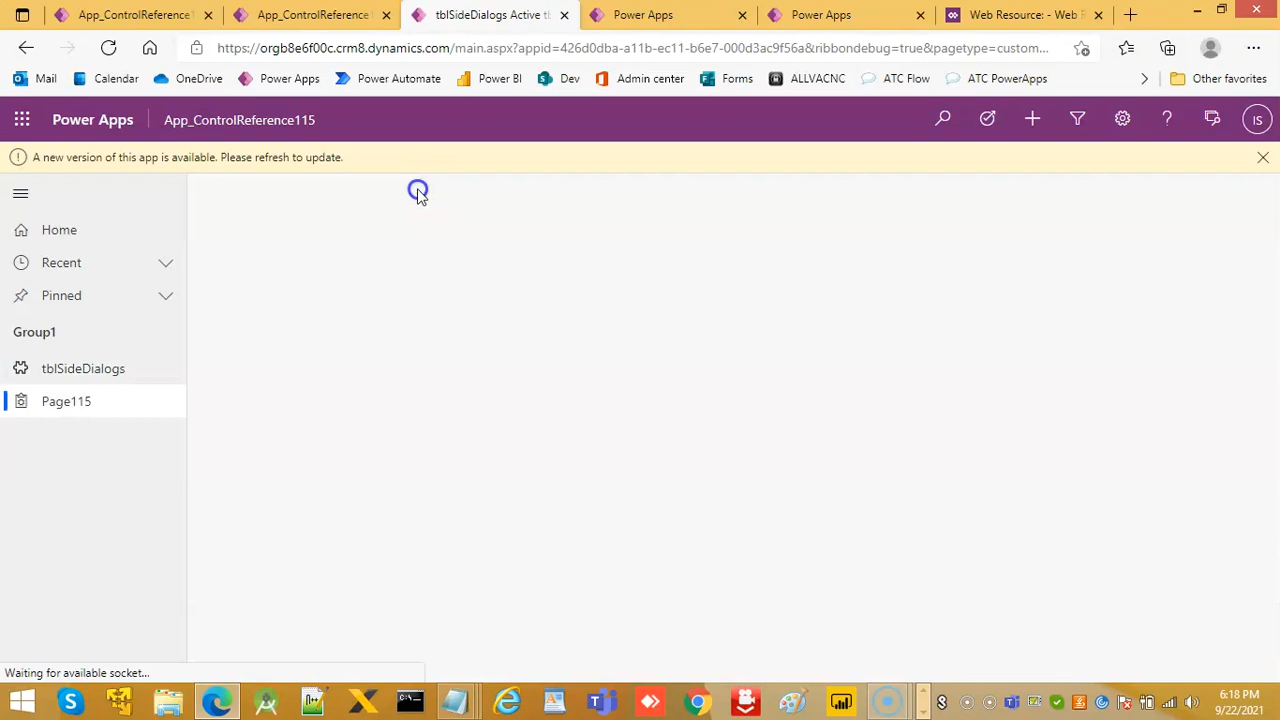 App_ControlReference1
App_ControlReference1
tblSideDialogs Active tl
Power Apps
Power Apps
Web Resource: - Web R
https://orgb8e6f00c.crm8.dynamics.com/main.aspx?appid=426d0dba-a11b-ec11-b6e7-000d3ac9f56a&ribbondebug=true&pagetype=custom...
Mail
Calendar
OneDrive
Power Apps
Power Automate
Power BI
Dev
Admin center
Forms
ALLVACNC
ATC Flow
ATC PowerApps
Other favorites
Power Apps
App_ControlReference115
IS
A new version of this app is available. Please refresh to update.
Home
Recent
Pinned
Group1
tblSideDialogs
Page115
Waiting for available socket...
6:18 PM
9/22/2021